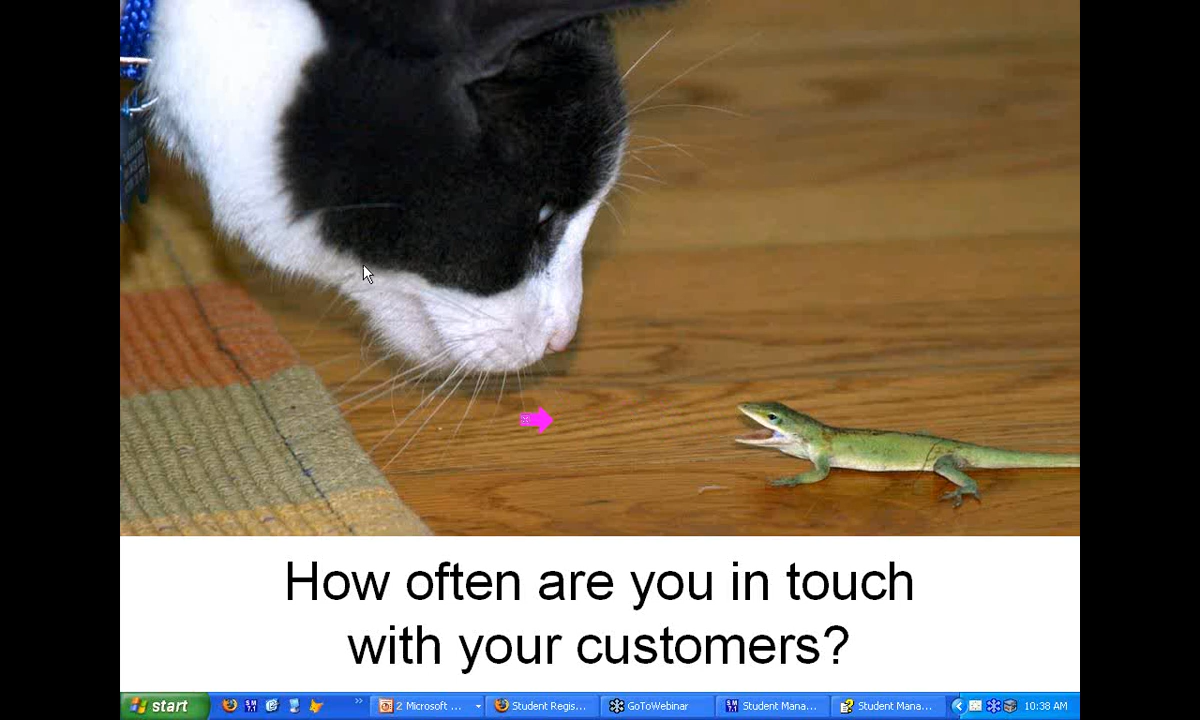 How often are you in touch
with your customers?
start
2 Microsoft ...
Student Regis...
GoToWebinar
Student Mana...
Student Mana...
10:38 AM